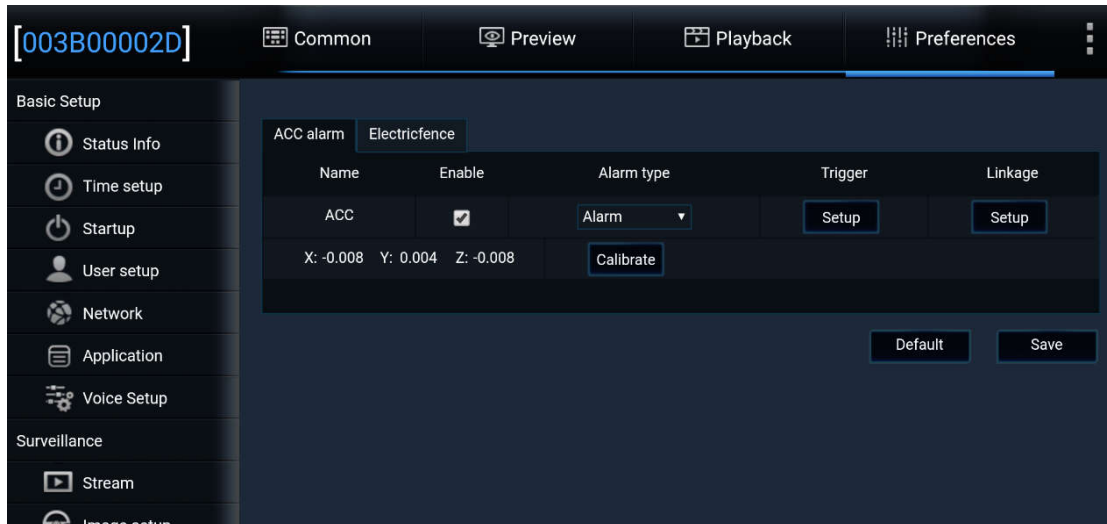 [003B00002D]
Common
Preview
Playback
Preferences
Basic Setup
Status Info
Time setup
Startup
User setup
Network
Application
Voice Setup
Surveillance
Stream
Image setup
ACC alarm Electricfence
Name Enable Alarm type Trigger Linkage
ACC Alarm Setup Setup
X: -0.008 Y: 0.004 Z: -0.008 Calibrate
Default Save